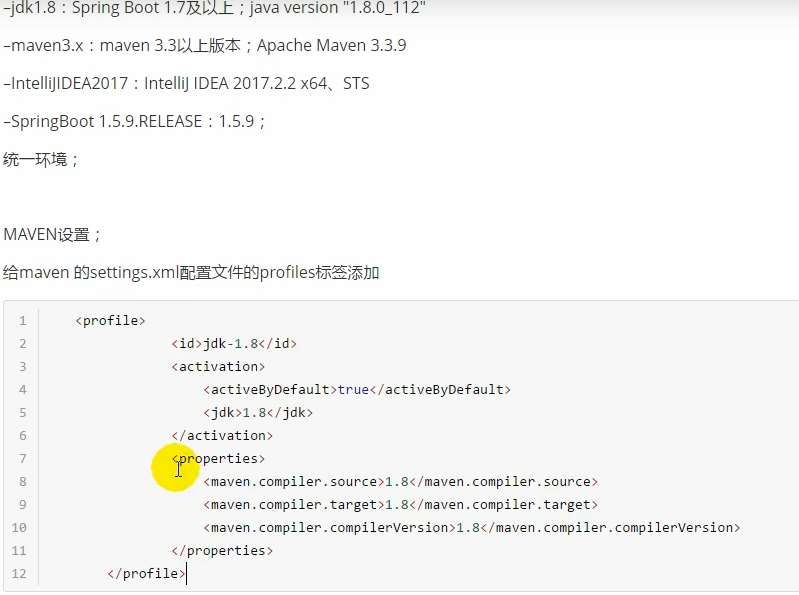 –jdk1.8：Spring Boot 1.7及以上；java version "1.8.0_112"
–maven3.x：maven 3.3以上版本；Apache Maven 3.3.9
–IntelliJIDEA2017：IntelliJ IDEA 2017.2.2 x64、STS
–SpringBoot 1.5.9.RELEASE：1.5.9；
统一环境；
MAVEN设置；
给maven 的settings.xml配置文件的profiles标签添加
1 <profile>
2 <id>jdk-1.8</id>
3 <activation>
4 <activeByDefault>true</activeByDefault>
5 <jdk>1.8</jdk>
6 </activation>
7 <properties>
8 <maven.compiler.source>1.8</maven.compiler.source>
9 <maven.compiler.target>1.8</maven.compiler.target>
10 <maven.compiler.compilerVersion>1.8</maven.compiler.compilerVersion>
11 </properties>
12 </profile>